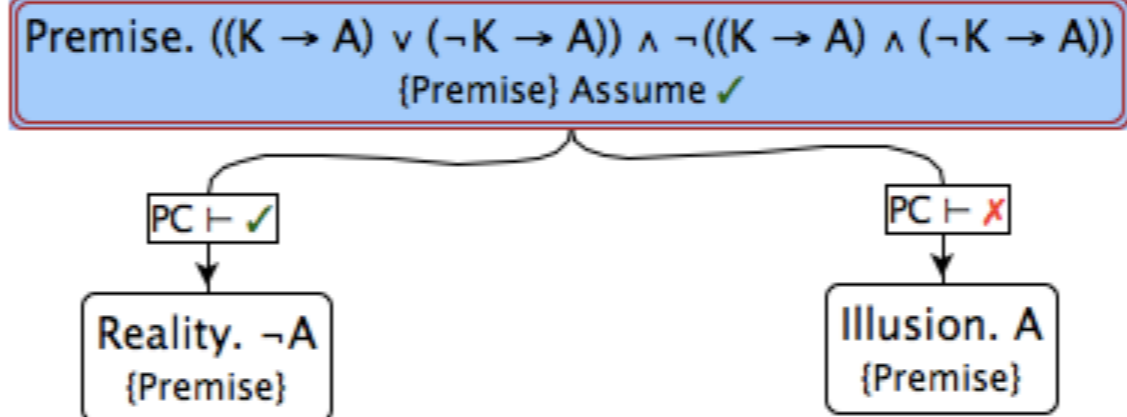 Premise. ((K → A) ∨ (¬K → A)) ∧ ¬((K → A) ∧ (¬K → A))
{Premise} Assume ✓
PC ⊢ ✓
PC ⊢ ✗
Reality. ¬A
{Premise}
Illusion. A
{Premise}